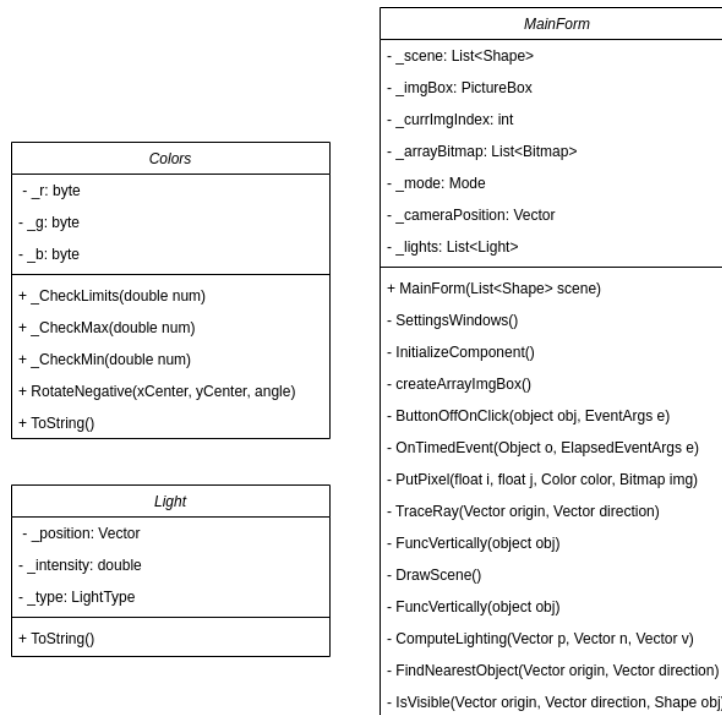 Colors
- _r: byte
- _g: byte
- _b: byte
+ _CheckLimits(double num)
+ _CheckMax(double num)
+ _CheckMin(double num)
+ RotateNegative(xCenter, yCenter, angle)
+ ToString()
Light
- _position: Vector
- _intensity: double
- _type: LightType
+ ToString()
MainForm
- _scene: List<Shape>
- _imgBox: PictureBox
- _currImgIndex: int
- _arrayBitmap: List<Bitmap>
- _mode: Mode
- _cameraPosition: Vector
- _lights: List<Light>
+ MainForm(List<Shape> scene)
- SettingsWindows()
- InitializeComponent()
- createArrayImgBox()
- ButtonOffOnClick(object obj, EventArgs e)
- OnTimedEvent(Object o, ElapsedEventArgs e)
- PutPixel(float i, float j, Color color, Bitmap img)
- TraceRay(Vector origin, Vector direction)
- FuncVertically(object obj)
- DrawScene()
- FuncVertically(object obj)
- ComputeLighting(Vector p, Vector n, Vector v)
- FindNearestObject(Vector origin, Vector direction)
- IsVisible(Vector origin, Vector direction, Shape obj)